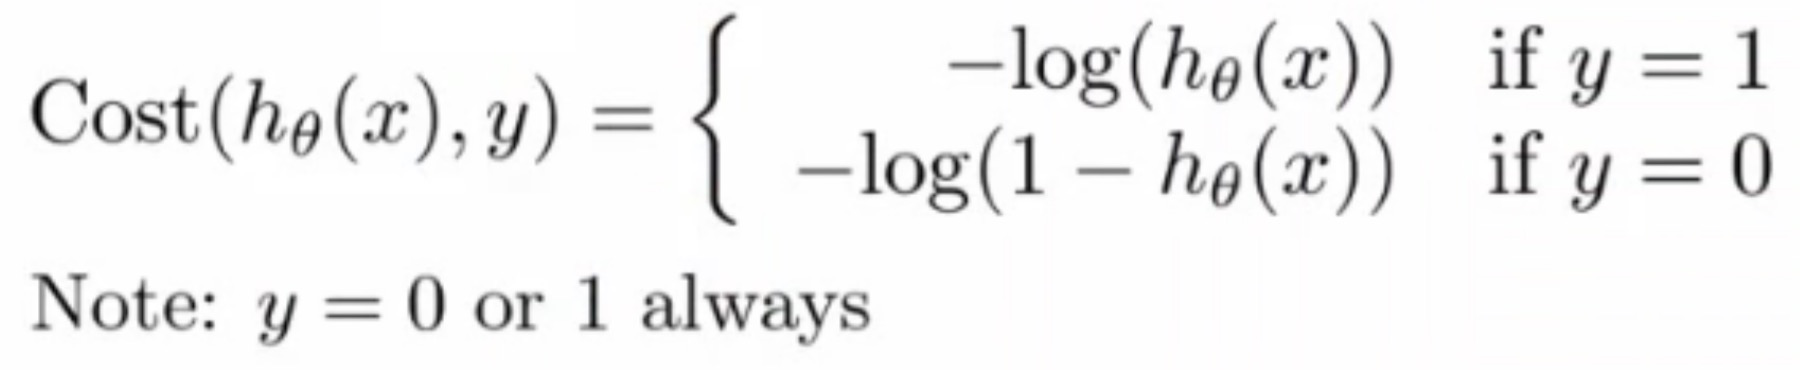 Cost(hθ(x), y) = { −log(hθ(x)) if y = 1
−log(1 − hθ(x)) if y = 0
Note: y = 0 or 1 always